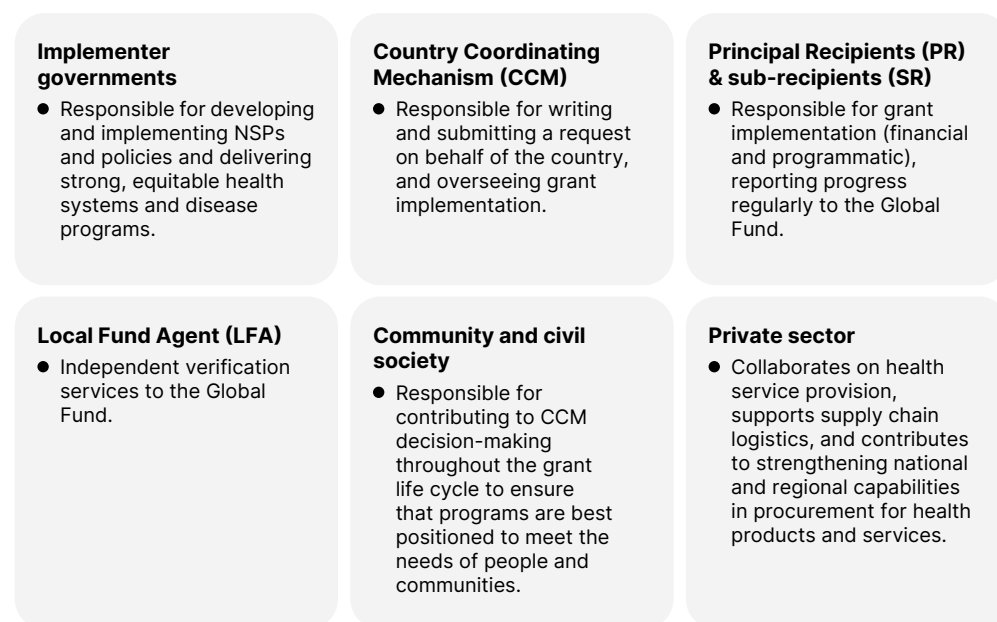 Implementer
governments
● Responsible for developing
and implementing NSPs
and policies and delivering
strong, equitable health
systems and disease
programs.
Country Coordinating
Mechanism (CCM)
● Responsible for writing
and submitting a request
on behalf of the country,
and overseeing grant
implementation.
Principal Recipients (PR)
& sub-recipients (SR)
● Responsible for grant
implementation (financial
and programmatic),
reporting progress
regularly to the Global
Fund.
Local Fund Agent (LFA)
● Independent verification
services to the Global
Fund.
Community and civil
society
● Responsible for
contributing to CCM
decision-making
throughout the grant
life cycle to ensure
that programs are best
positioned to meet the
needs of people and
communities.
Private sector
● Collaborates on health
service provision,
supports supply chain
logistics, and contributes
to strengthening national
and regional capabilities
in procurement for health
products and services.